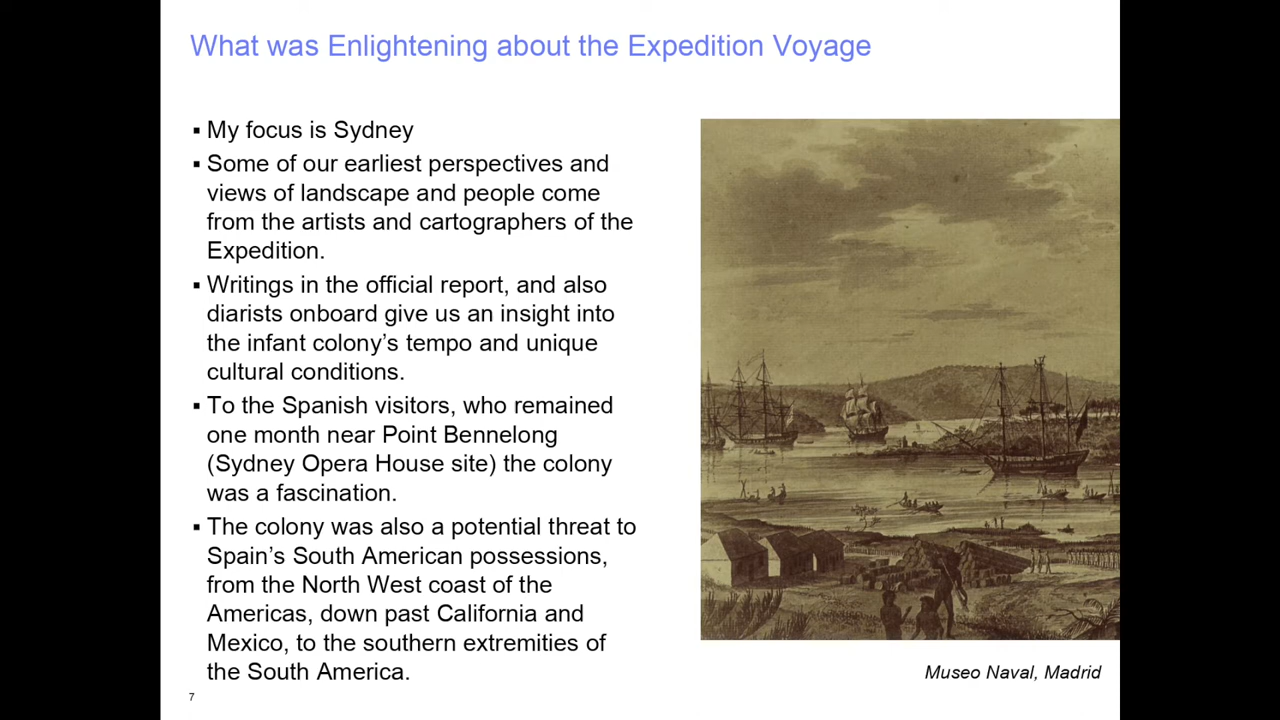 What was Enlightening about the Expedition Voyage
▪ My focus is Sydney
▪ Some of our earliest perspectives and
views of landscape and people come
from the artists and cartographers of the
Expedition.
▪ Writings in the official report, and also
diarists onboard give us an insight into
the infant colony’s tempo and unique
cultural conditions.
▪ To the Spanish visitors, who remained
one month near Point Bennelong
(Sydney Opera House site) the colony
was a fascination.
▪ The colony was also a potential threat to
Spain’s South American possessions,
from the North West coast of the
Americas, down past California and
Mexico, to the southern extremities of
the South America.
Museo Naval, Madrid
7